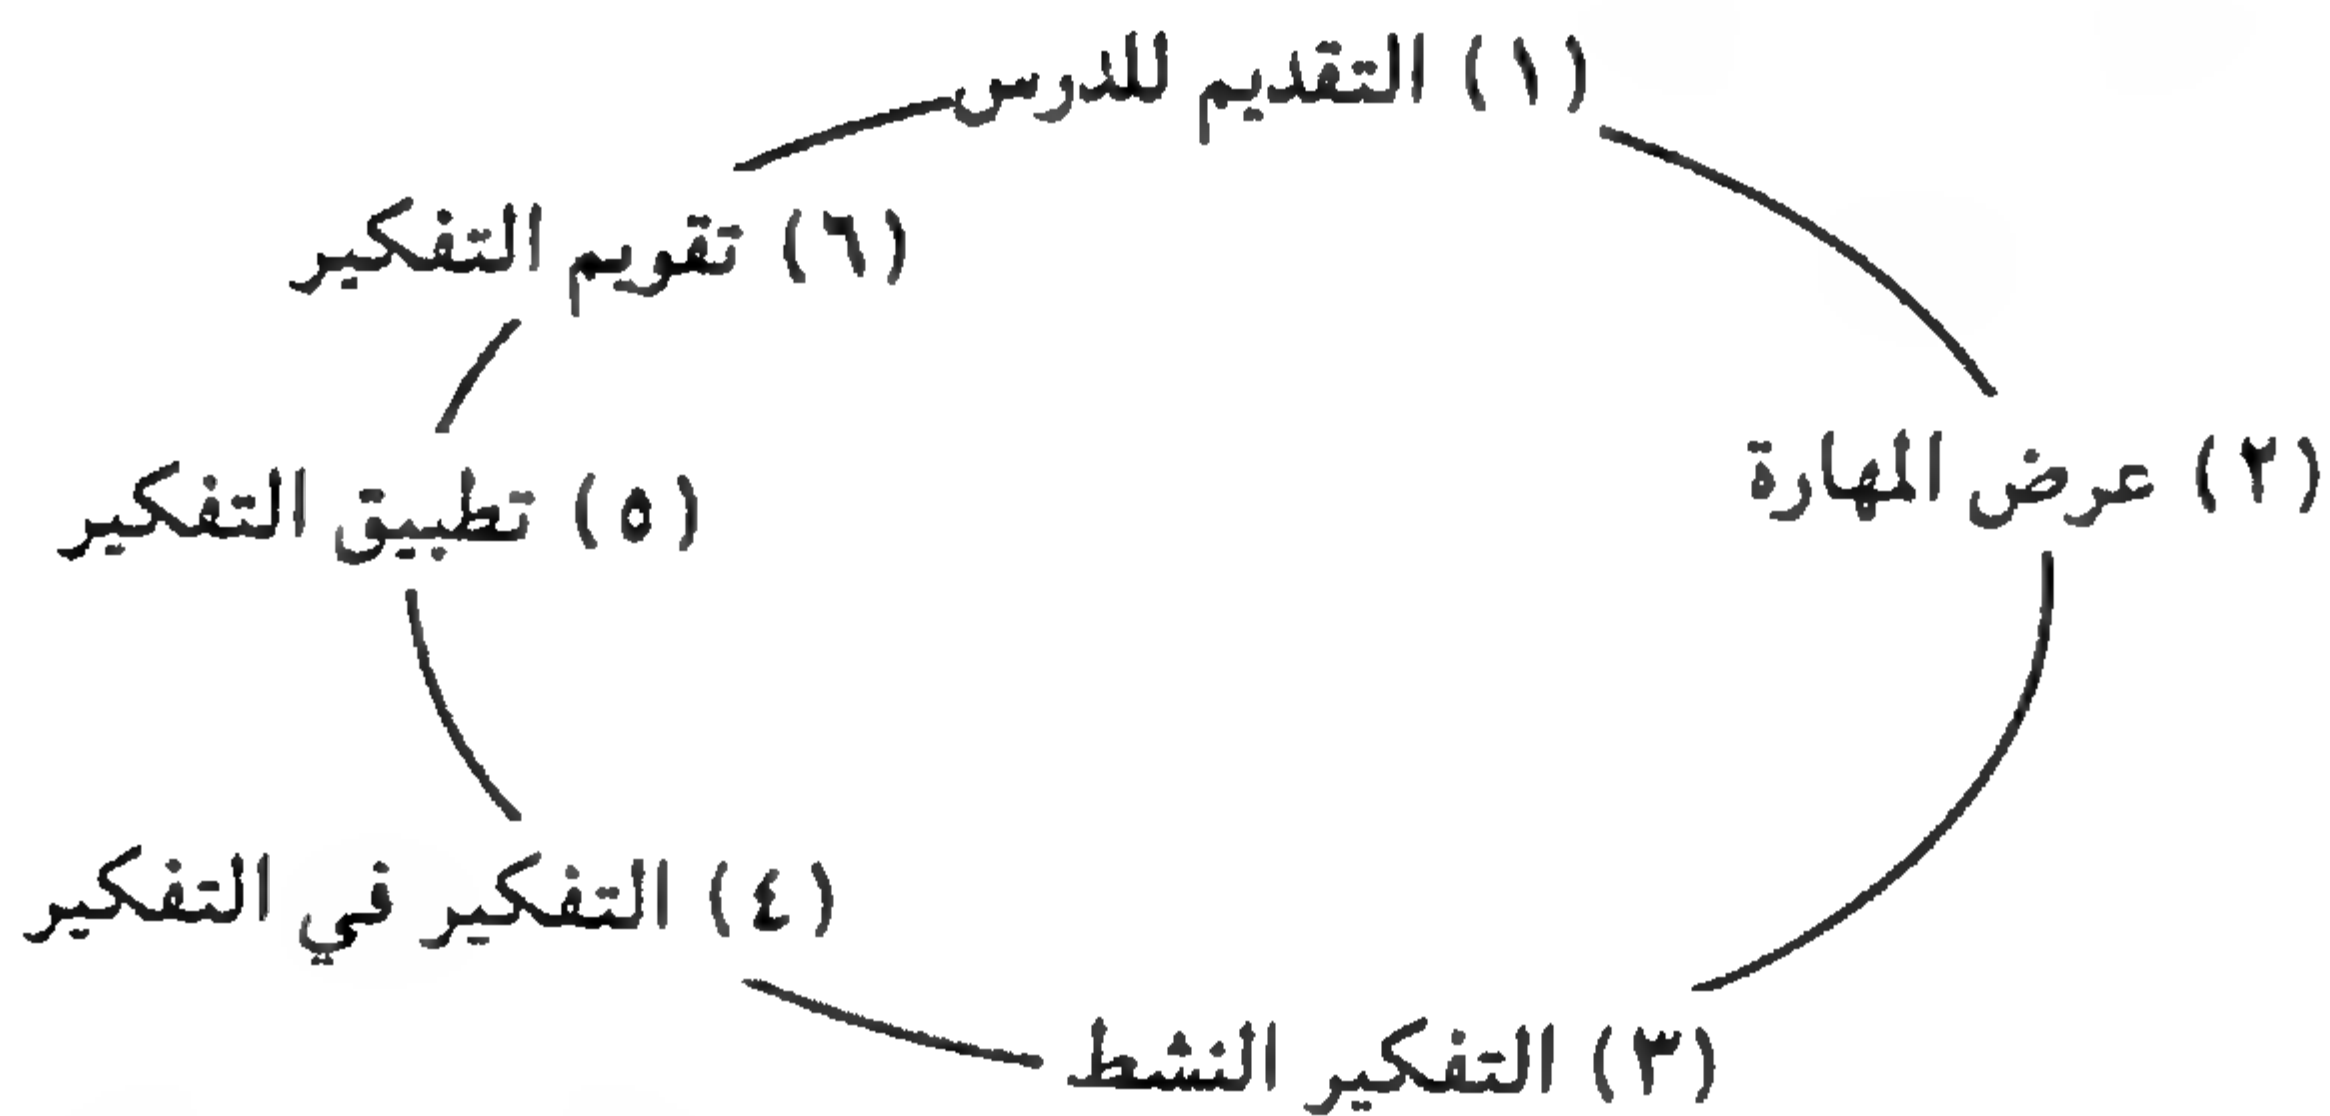 (١) التقديم للدرس
(٢) عرض المهارة
(٣) التفكير النشط
(٤) التفكير في التفكير
(٥) تطبيق التفكير
(٦) تقويم التفكير